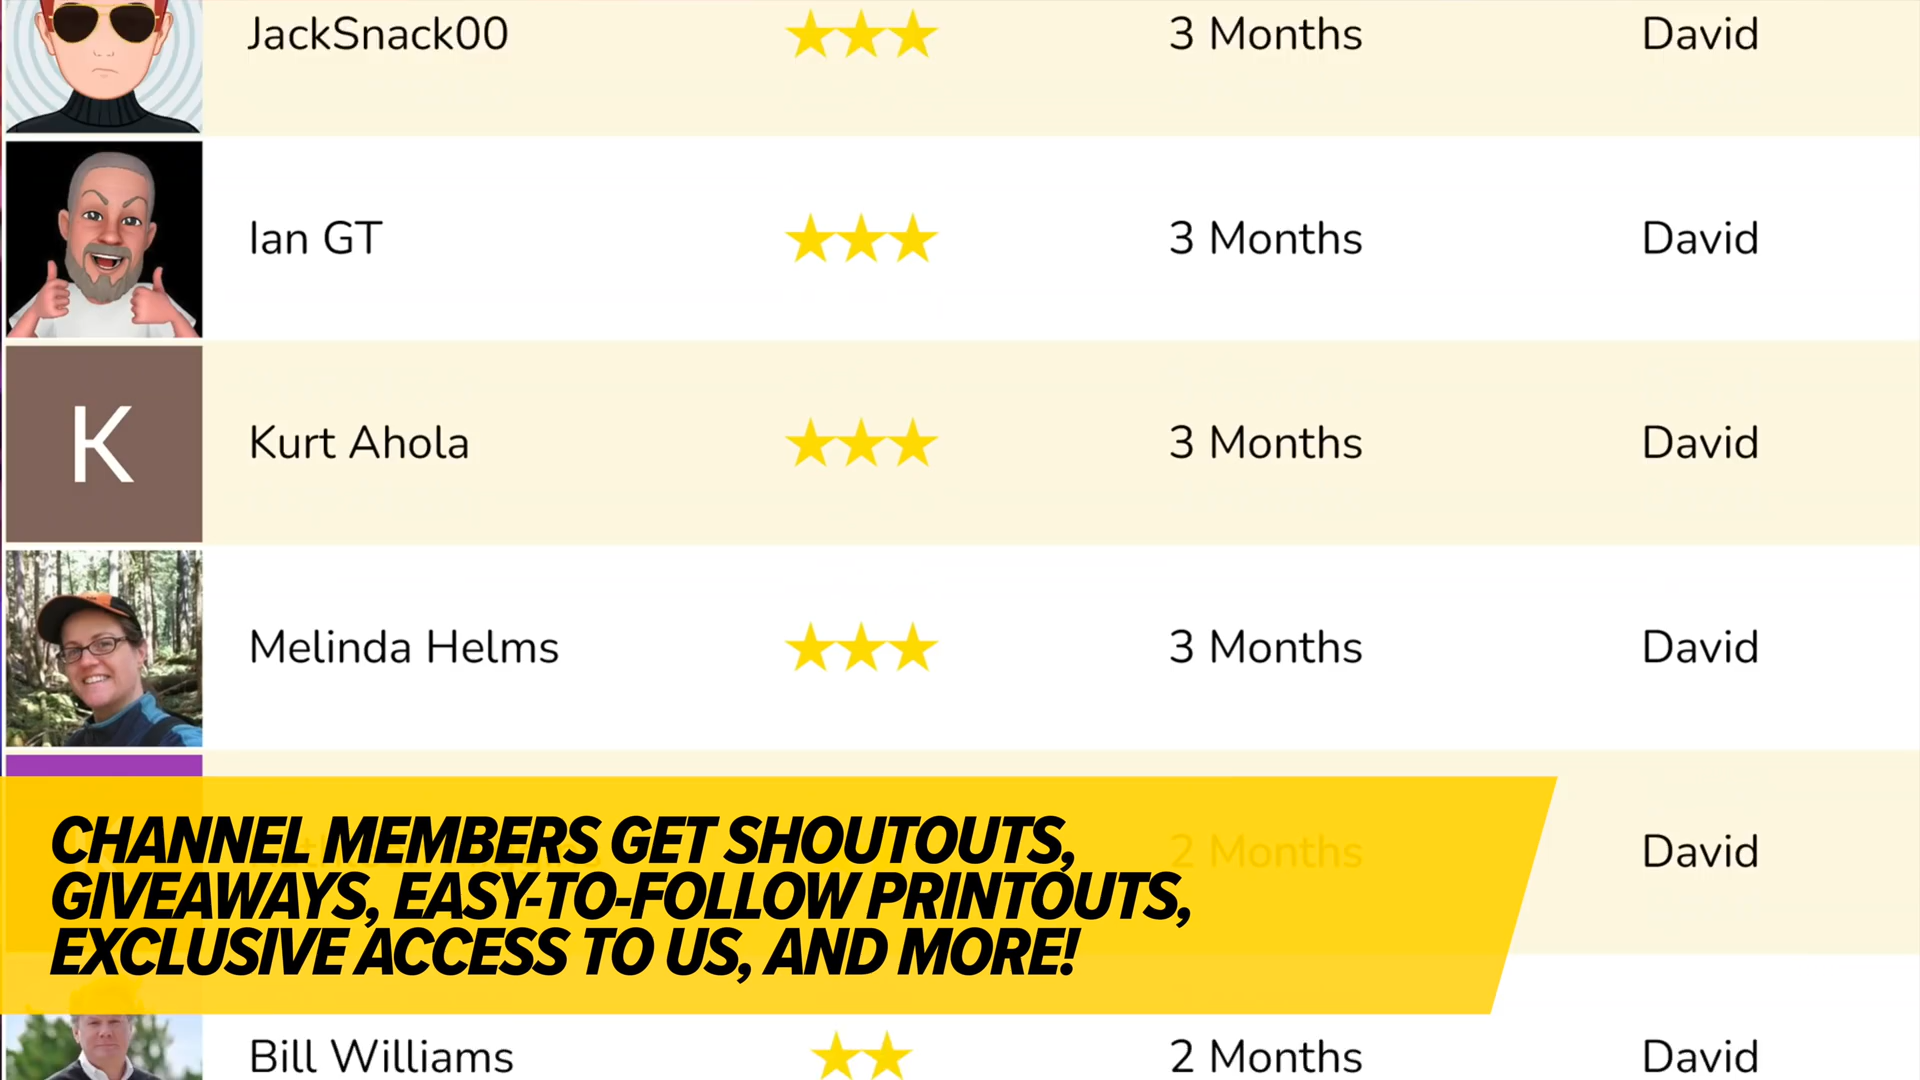 JackSnack00 ★★★ 3 Months David
Ian GT ★★★ 3 Months David
K Kurt Ahola ★★★ 3 Months David
Melinda Helms ★★★ 3 Months David
2 Months David
CHANNEL MEMBERS GET SHOUTOUTS,
GIVEAWAYS, EASY-TO-FOLLOW PRINTOUTS,
EXCLUSIVE ACCESS TO US, AND MORE!
Bill Williams ★★ 2 Months David